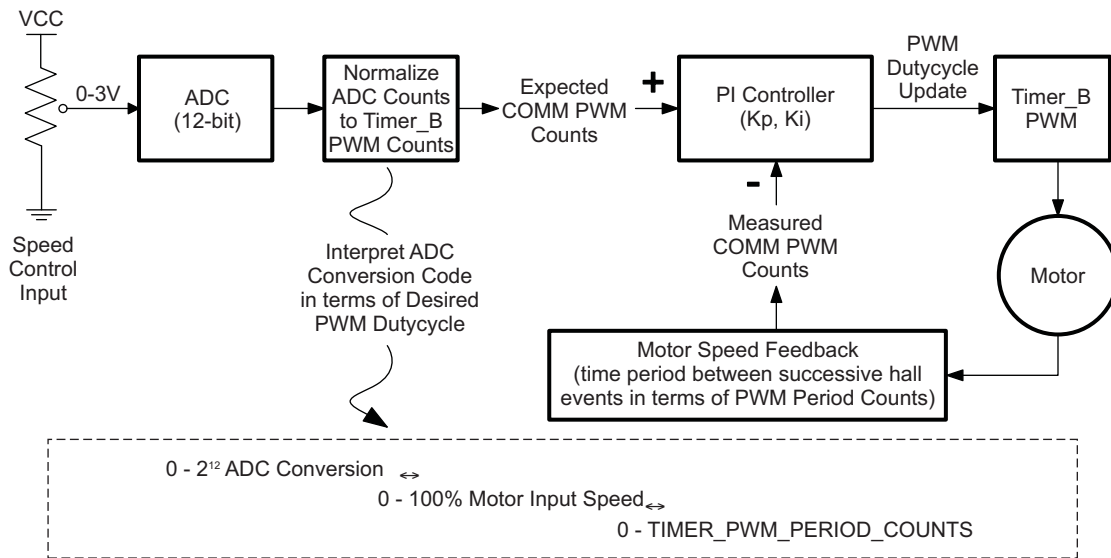 VCC
0-3V
Speed
Control
Input
ADC
(12-bit)
Normalize
ADC Counts
to Timer_B
PWM Counts
Expected
COMM PWM
Counts
+
PI Controller
(Kp, Ki)
-
PWM
Dutycycle
Update
Timer_B
PWM
Motor
Measured
COMM PWM
Counts
Motor Speed Feedback
(time period between successive hall
events in terms of PWM Period Counts)
Interpret ADC
Conversion Code
in terms of Desired
PWM Dutycycle
0 - 2¹² ADC Conversion ↔
0 - 100% Motor Input Speed↔
0 - TIMER_PWM_PERIOD_COUNTS